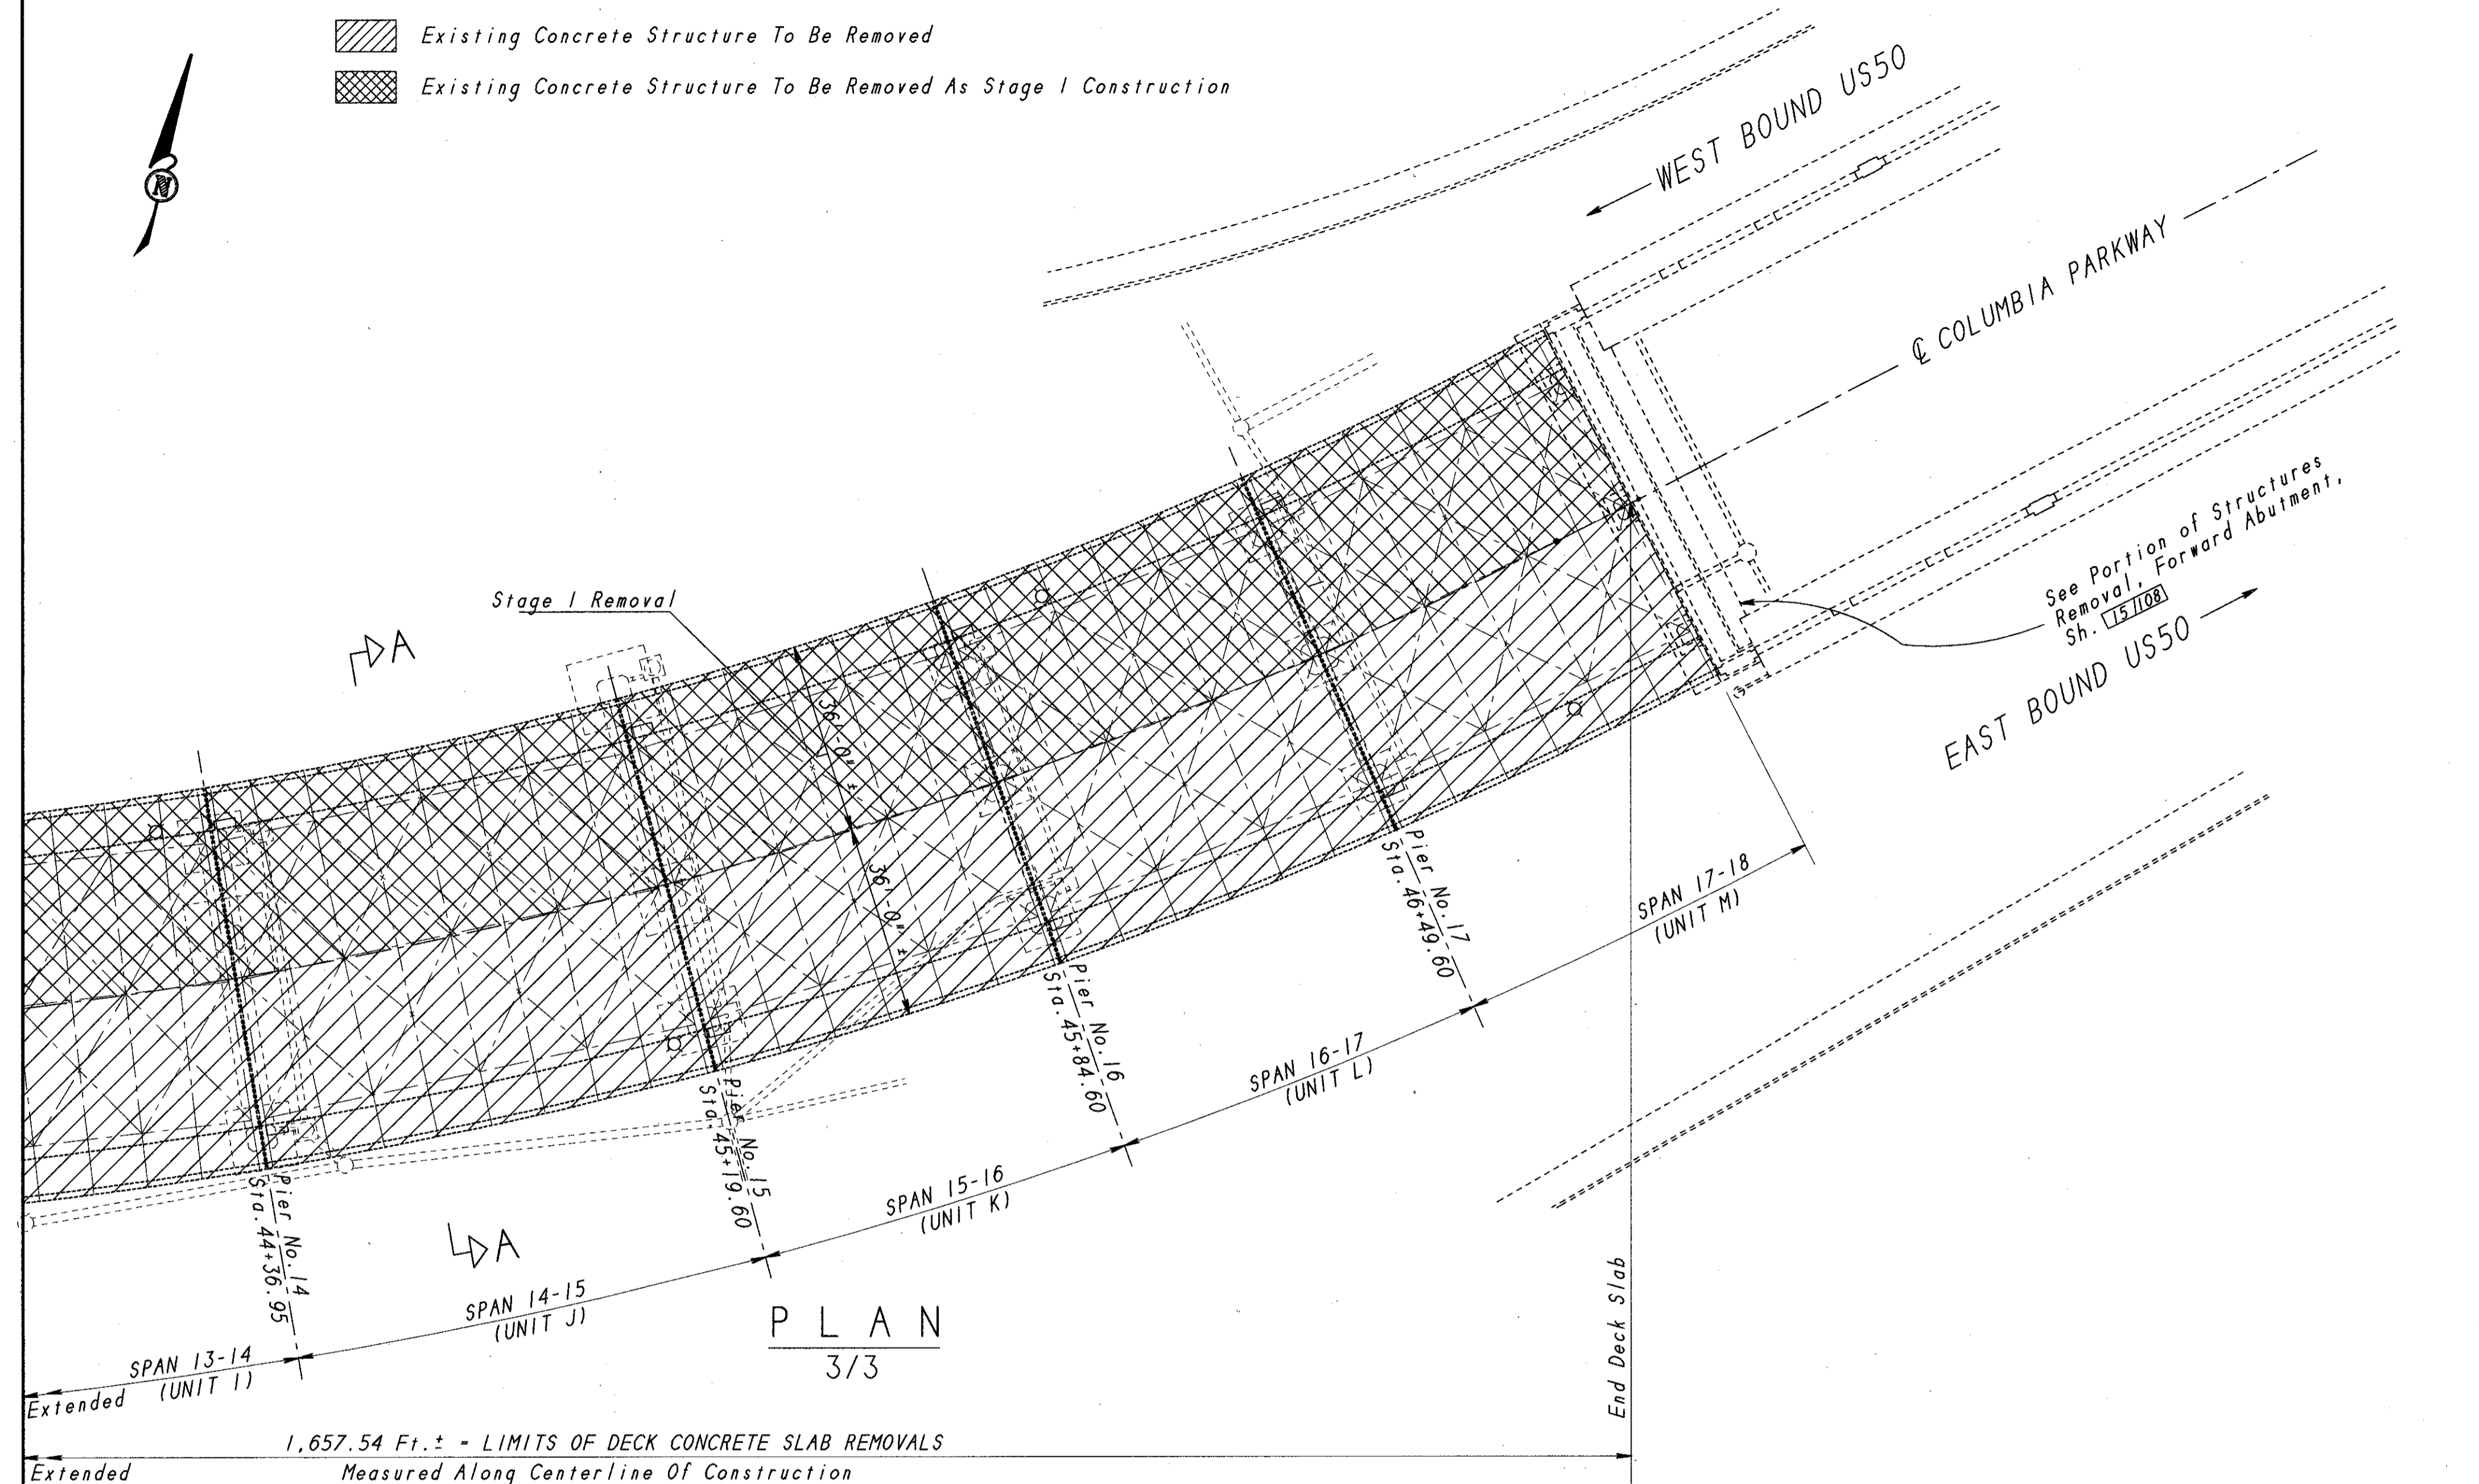 Existing Concrete Structure To Be Removed
Existing Concrete Structure To Be Removed As Stage 1 Construction
N
WEST BOUND US50
℄ COLUMBIA PARKWAY
See Portion of Structures
Removal, Forward Abutment,
Sh. 15/108
EAST BOUND US50
Stage 1 Removal
A
36'-0" ±
36'-0" ±
Pier No. 17
Sta. 46+49.60
Pier No. 16
Sta. 45+84.60
Pier No. 15
Sta. 45+19.60
Pier No. 14
Sta. 44+36.95
A
SPAN 17-18
(UNIT M)
SPAN 16-17
(UNIT L)
SPAN 15-16
(UNIT K)
SPAN 14-15
(UNIT J)
SPAN 13-14
(UNIT I)
Extended
End Deck Slab
PLAN
3/3
1,657.54 Ft.± = LIMITS OF DECK CONCRETE SLAB REMOVALS
Extended
Measured Along Centerline Of Construction